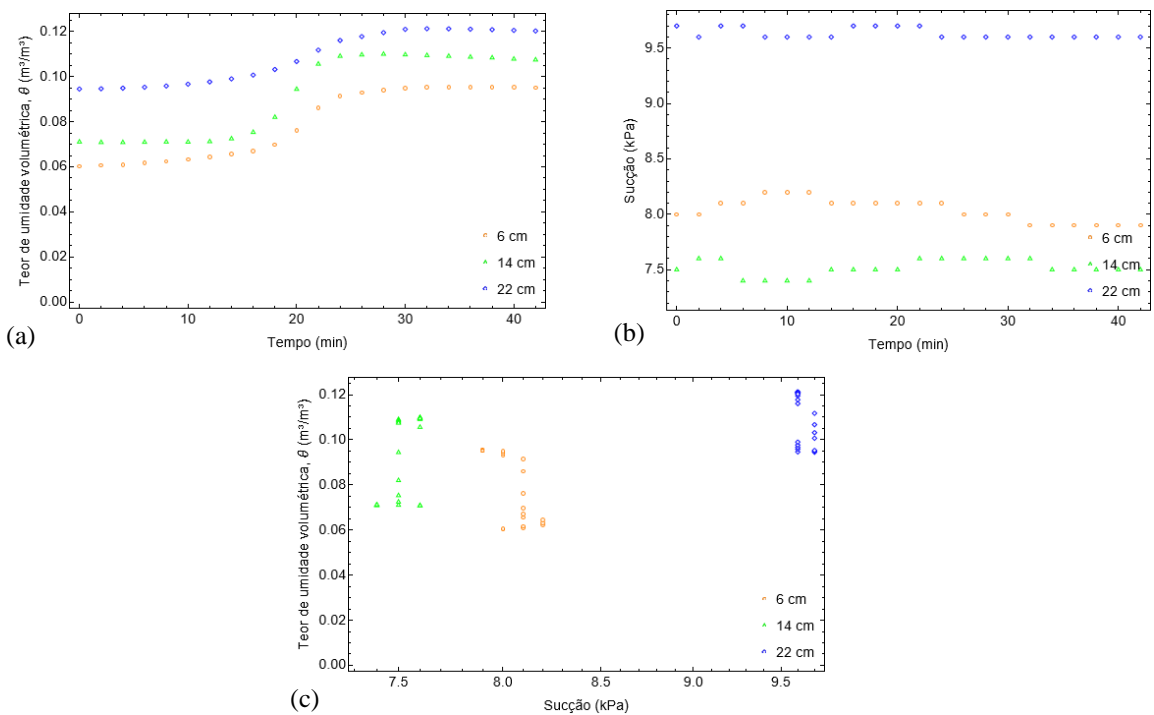 Teor de umidade volumétrica, θ (m³/m³)
0.12
0.10
0.08
0.06
0.04
0.02
0.00
6 cm
14 cm
22 cm
0
10
20
30
40
Tempo (min)
(a)
Sucção (kPa)
9.5
9.0
8.5
8.0
7.5
6 cm
14 cm
22 cm
0
10
20
30
40
Tempo (min)
(b)
Teor de umidade volumétrica, θ (m³/m³)
0.12
0.10
0.08
0.06
0.04
0.02
0.00
6 cm
14 cm
22 cm
7.5
8.0
8.5
9.0
9.5
Sucção (kPa)
(c)